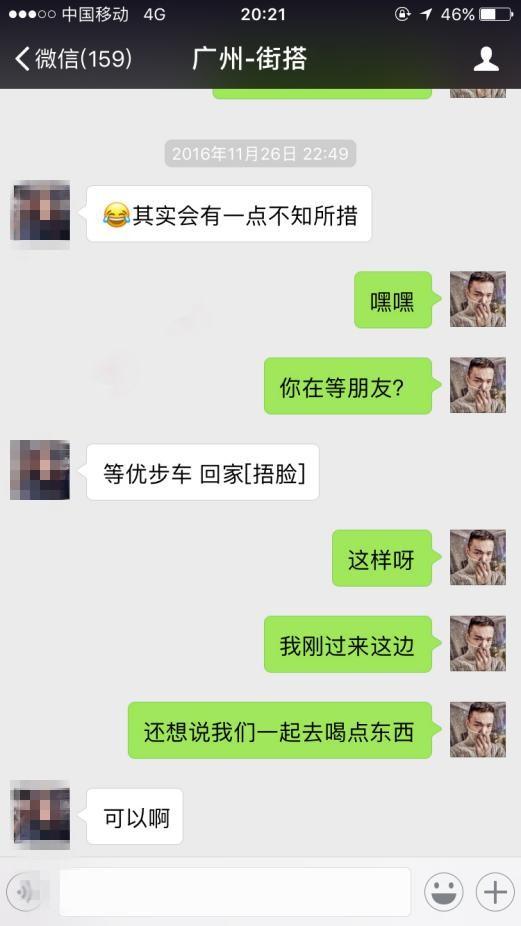 中国移动 4G 20:21 46%
微信(159) 广州-街搭
2016年11月26日 22:49
😂其实会有一点不知所措
嘿嘿
你在等朋友?
等优步车 回家[捂脸]
这样呀
我刚过来这边
还想说我们一起去喝点东西
可以啊